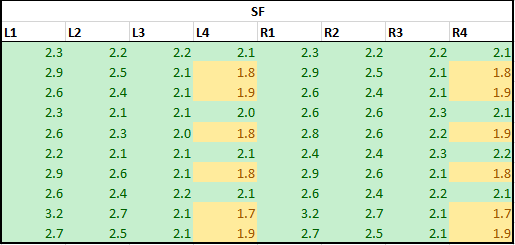 SF
L1 L2 L3 L4 R1 R2 R3 R4
2.3 2.2 2.2 2.1 2.3 2.2 2.2 2.1
2.9 2.5 2.1 1.8 2.9 2.5 2.1 1.8
2.6 2.4 2.1 1.9 2.6 2.4 2.1 1.9
2.3 2.1 2.1 2.0 2.6 2.6 2.3 2.1
2.6 2.3 2.0 1.8 2.8 2.6 2.2 1.9
2.2 2.1 2.1 2.1 2.4 2.4 2.3 2.2
2.9 2.6 2.1 1.8 2.9 2.6 2.1 1.8
2.6 2.4 2.2 2.1 2.6 2.4 2.2 2.1
3.2 2.7 2.1 1.7 3.2 2.7 2.1 1.7
2.7 2.5 2.1 1.9 2.7 2.5 2.1 1.9